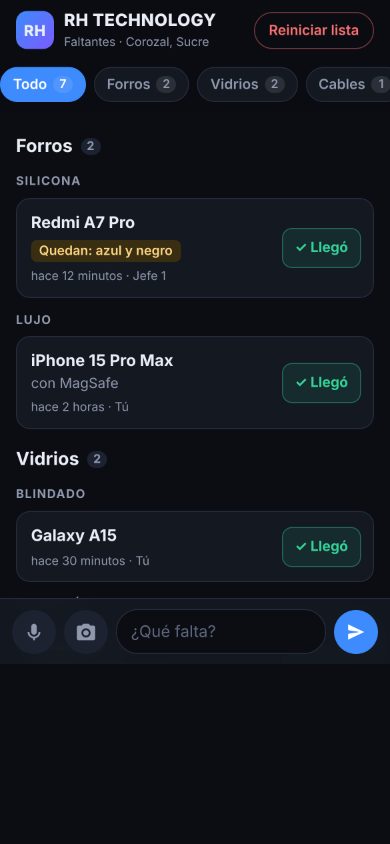 RH
RH TECHNOLOGY
Faltantes · Corozal, Sucre
Reiniciar lista
Todo 7
Forros 2
Vidrios 2
Cables 1
Forros 2
SILICONA
Redmi A7 Pro
Quedan: azul y negro
hace 12 minutos · Jefe 1
✓ Llegó
LUJO
iPhone 15 Pro Max
con MagSafe
hace 2 horas · Tú
✓ Llegó
Vidrios 2
BLINDADO
Galaxy A15
hace 30 minutos · Tú
✓ Llegó
¿Qué falta?